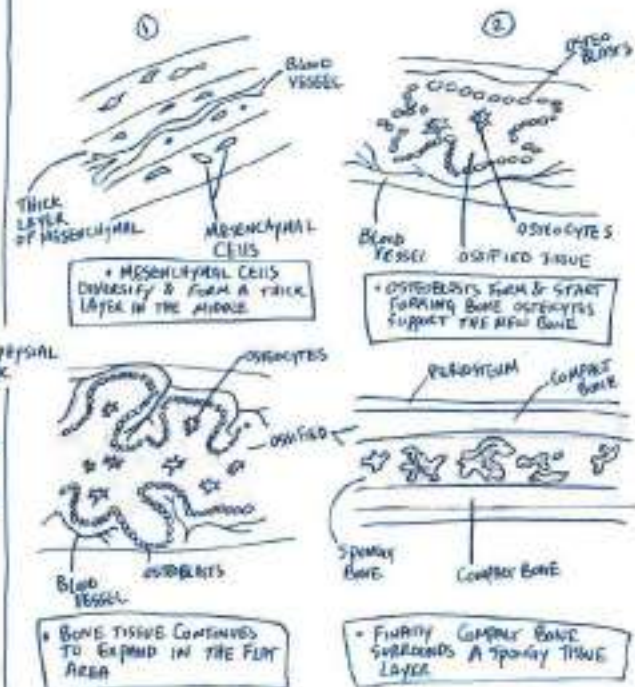 1
BLOOD
VESSEL
THICK
LAYER
OF MESENCHYMAL
MESENCHYMAL
CELLS
• MESENCHYMAL CELLS
DIVERSIFY & FORM A THICK
LAYER IN THE MIDDLE
2
OSTEO
BLASTS
OSTEOCYTES
BLOOD
VESSEL
OSSIFIED TISSUE
• OSTEOBLASTS FORM & START
FORMING BONE OSTEOCYTES
SUPPORT THE NEW BONE
PHYSIAL
OSTEOCYTES
OSSIFIED
BLOOD
VESSEL
OSTOBLASTS
• BONE TISSUE CONTINUES
TO EXPAND IN THE FLAT
AREA
PERIOSTEUM
COMPACT
BONE
SPONGY
BONE
COMPACT BONE
• FINALLY COMPACT BONE
SURROUNDS A SPONGY TISSUE
LAYER